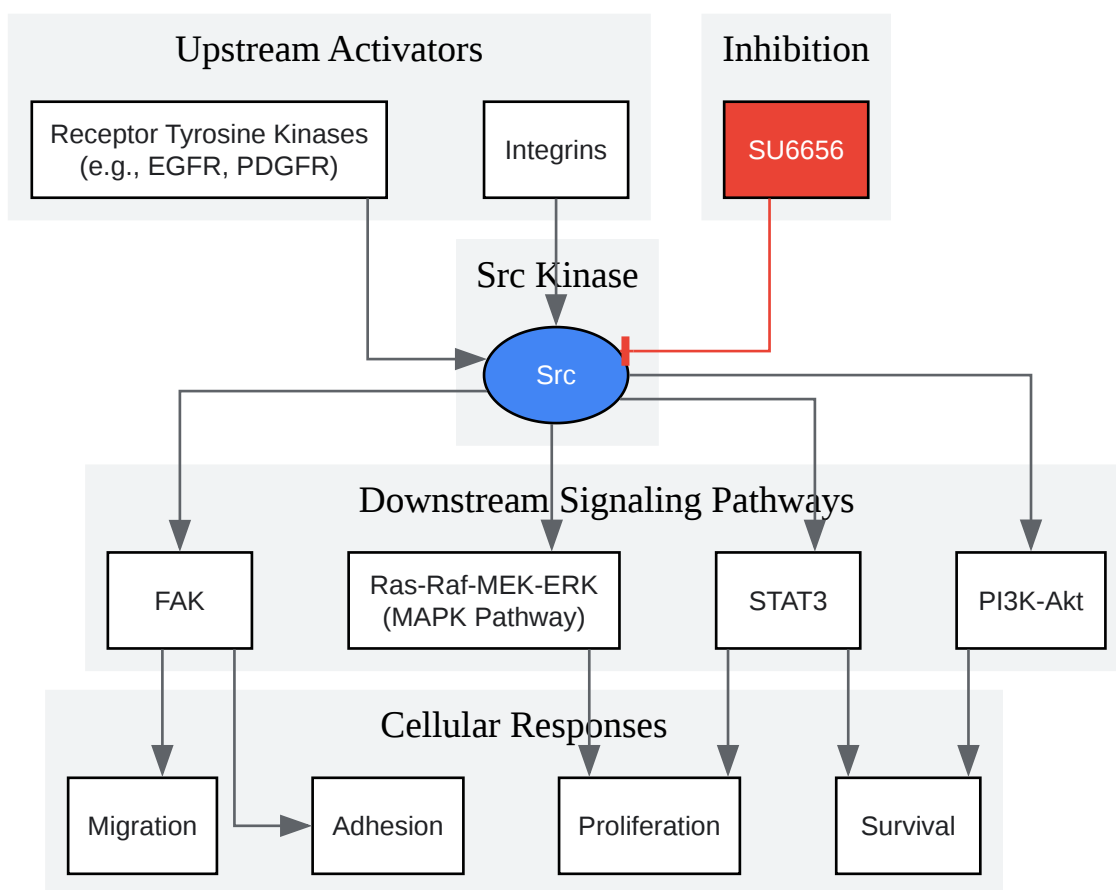 Upstream Activators
Inhibition
Receptor Tyrosine Kinases
(e.g., EGFR, PDGFR)
Integrins
SU6656
Src Kinase
Src
Downstream Signaling Pathways
FAK
Ras-Raf-MEK-ERK
(MAPK Pathway)
STAT3
PI3K-Akt
Cellular Responses
Migration
Adhesion
Proliferation
Survival